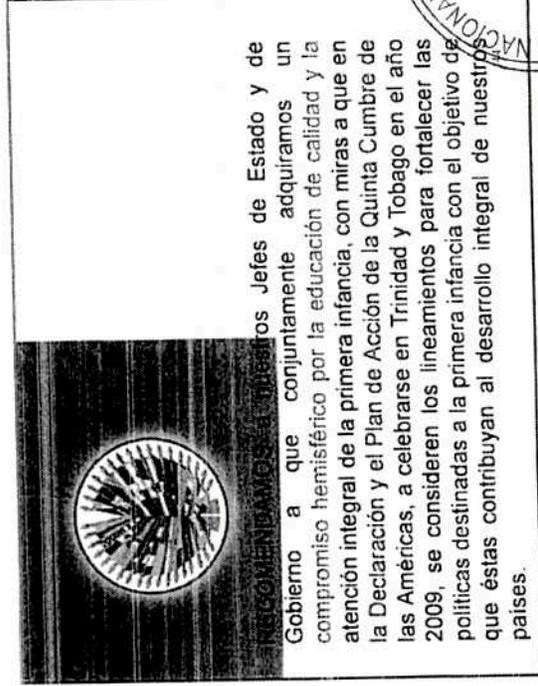 RECOMENDAMOS a nuestros Jefes de Estado y de
Gobierno a que conjuntamente adquiramos un
compromiso hemisférico por la educación de calidad y la
atención integral de la primera infancia, con miras a que en
la Declaración y el Plan de Acción de la Quinta Cumbre de
las Américas, a celebrarse en Trinidad y Tobago en el año
2009, se consideren los lineamientos para fortalecer las
políticas destinadas a la primera infancia con el objetivo de
que éstas contribuyan al desarrollo integral de nuestros
países.
NACIONAL